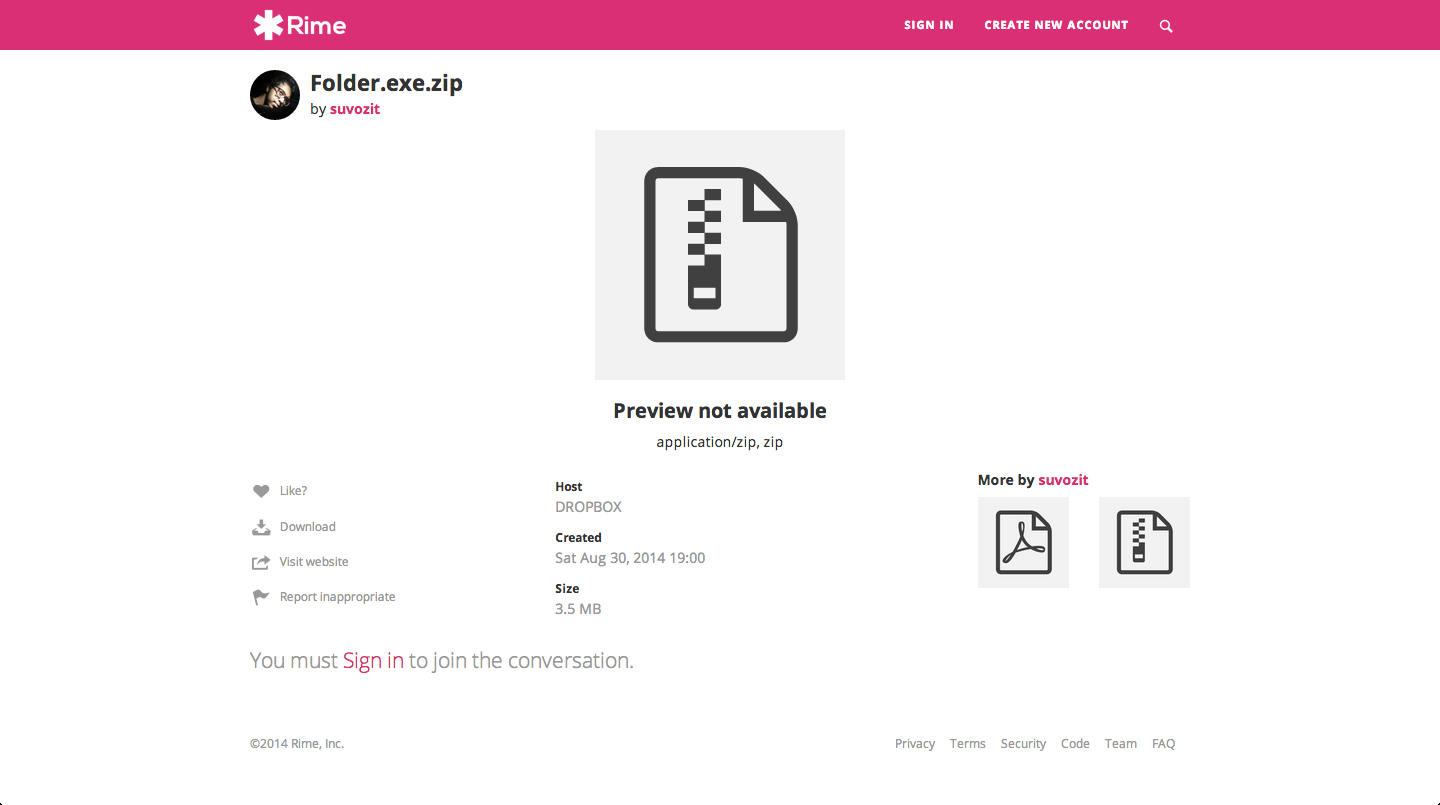 Rime
SIGN IN
CREATE NEW ACCOUNT
Folder.exe.zip
by suvozit
Preview not available
application/zip, zip
Like?
Download
Visit website
Report inappropriate
Host
DROPBOX
Created
Sat Aug 30, 2014 19:00
Size
3.5 MB
More by suvozit
You must Sign in to join the conversation.
©2014 Rime, Inc.
Privacy
Terms
Security
Code
Team
FAQ